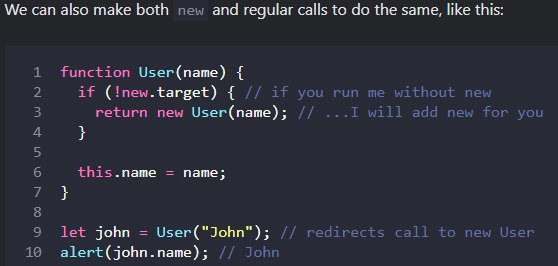 We can also make both new and regular calls to do the same, like this:
1 function User(name) {
2   if (!new.target) { // if you run me without new
3     return new User(name); // ...I will add new for you
4   }
5
6   this.name = name;
7 }
8
9 let john = User("John"); // redirects call to new User
10 alert(john.name); // John